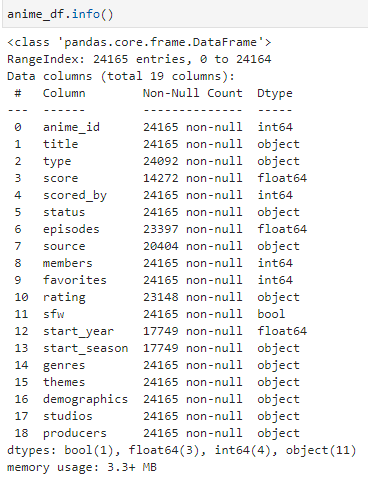 anime_df.info()
<class 'pandas.core.frame.DataFrame'>
RangeIndex: 24165 entries, 0 to 24164
Data columns (total 19 columns):
 #   Column        Non-Null Count  Dtype
---  ------        --------------  -----
 0   anime_id      24165 non-null  int64
 1   title         24165 non-null  object
 2   type          24092 non-null  object
 3   score         14272 non-null  float64
 4   scored_by     24165 non-null  int64
 5   status        24165 non-null  object
 6   episodes      23397 non-null  float64
 7   source        20404 non-null  object
 8   members       24165 non-null  int64
 9   favorites     24165 non-null  int64
 10  rating        23148 non-null  object
 11  sfw           24165 non-null  bool
 12  start_year    17749 non-null  float64
 13  start_season  17749 non-null  object
 14  genres        24165 non-null  object
 15  themes        24165 non-null  object
 16  demographics  24165 non-null  object
 17  studios       24165 non-null  object
 18  producers     24165 non-null  object
dtypes: bool(1), float64(3), int64(4), object(11)
memory usage: 3.3+ MB